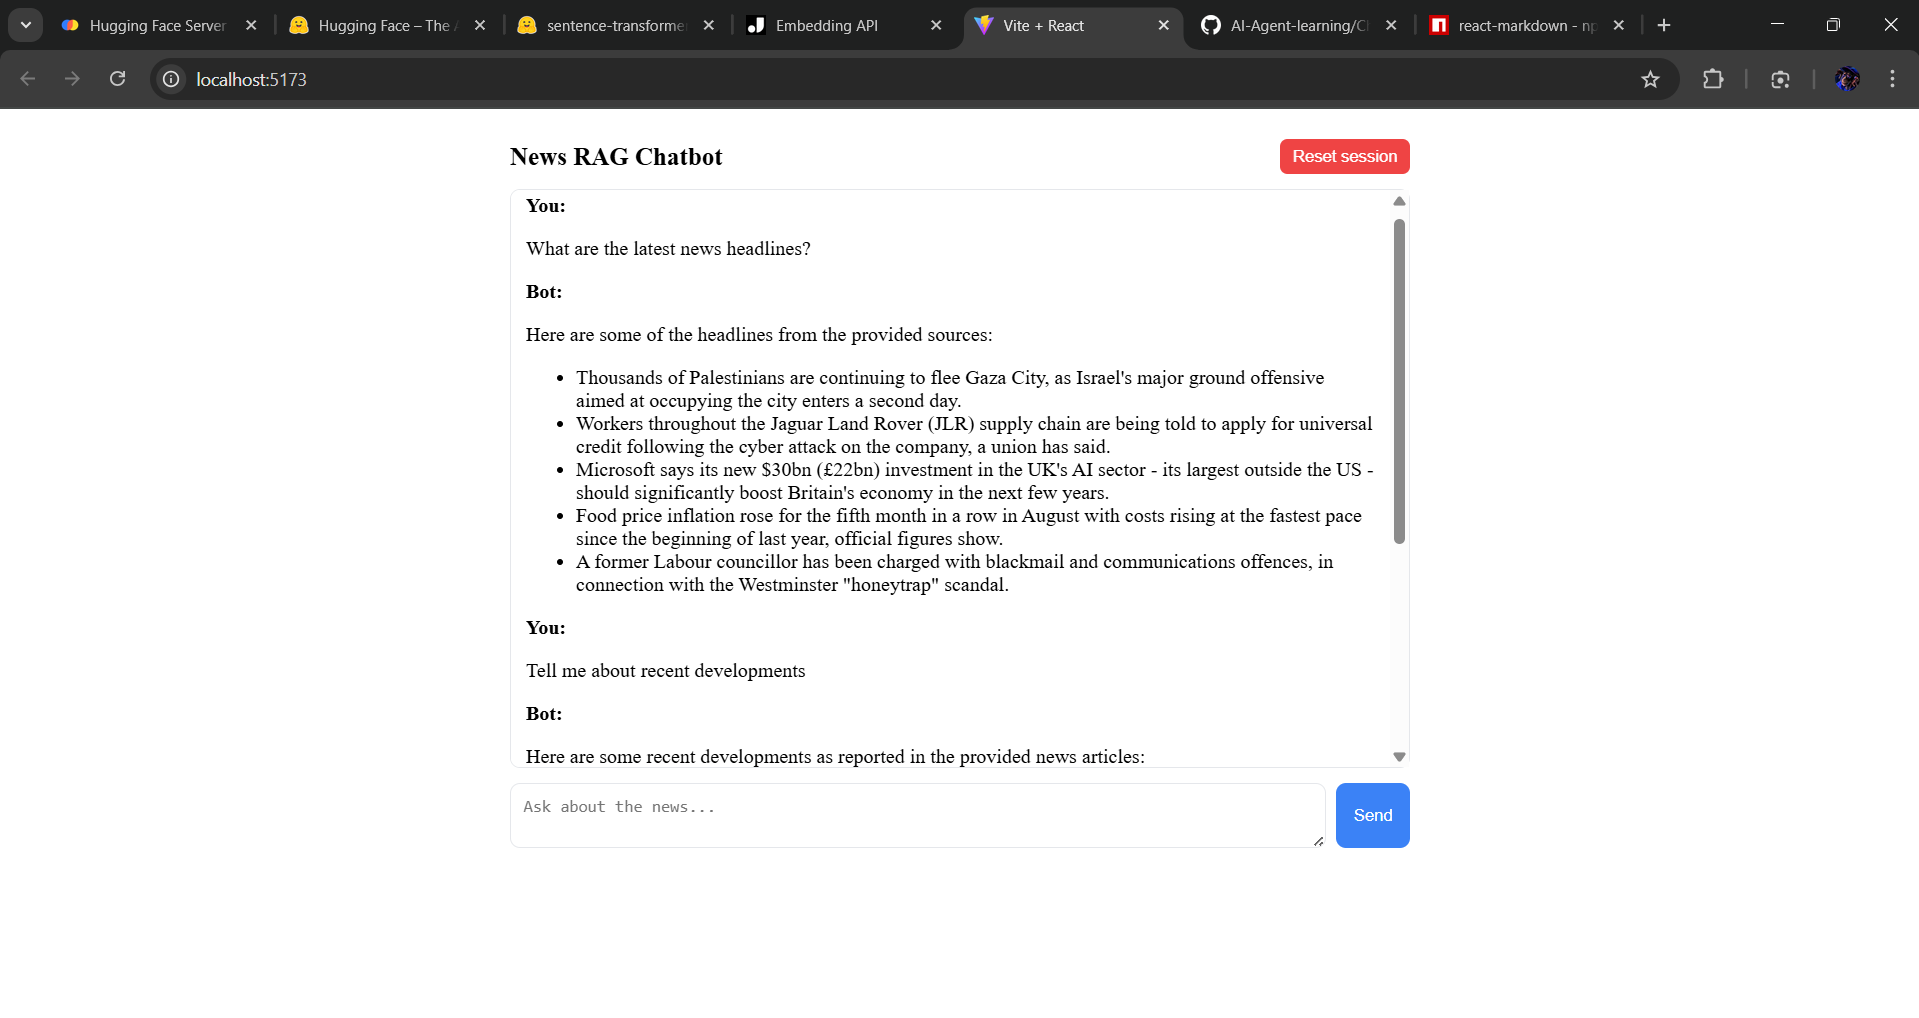 Hugging Face Server
Hugging Face – The
sentence-transforme
Embedding API
Vite + React
AI-Agent-learning/
react-markdown - np
localhost:5173
News RAG Chatbot
Reset session
You:
What are the latest news headlines?
Bot:
Here are some of the headlines from the provided sources:
• Thousands of Palestinians are continuing to flee Gaza City, as Israel's major ground offensive
aimed at occupying the city enters a second day.
• Workers throughout the Jaguar Land Rover (JLR) supply chain are being told to apply for universal
credit following the cyber attack on the company, a union has said.
• Microsoft says its new $30bn (£22bn) investment in the UK's AI sector - its largest outside the US -
should significantly boost Britain's economy in the next few years.
• Food price inflation rose for the fifth month in a row in August with costs rising at the fastest pace
since the beginning of last year, official figures show.
• A former Labour councillor has been charged with blackmail and communications offences, in
connection with the Westminster "honeytrap" scandal.
You:
Tell me about recent developments
Bot:
Here are some recent developments as reported in the provided news articles:
Ask about the news...
Send